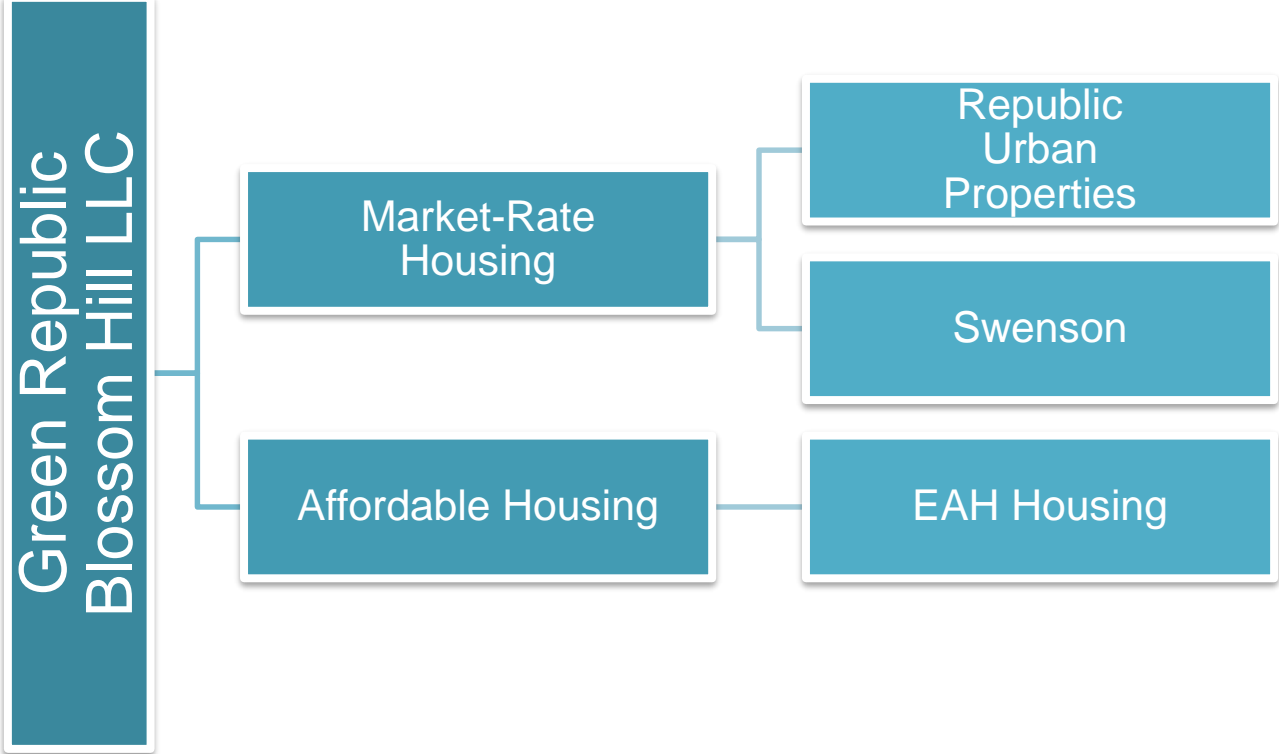 Green Republic
Blossom Hill LLC
Market-Rate
Housing
Affordable Housing
Republic
Urban
Properties
Swenson
EAH Housing